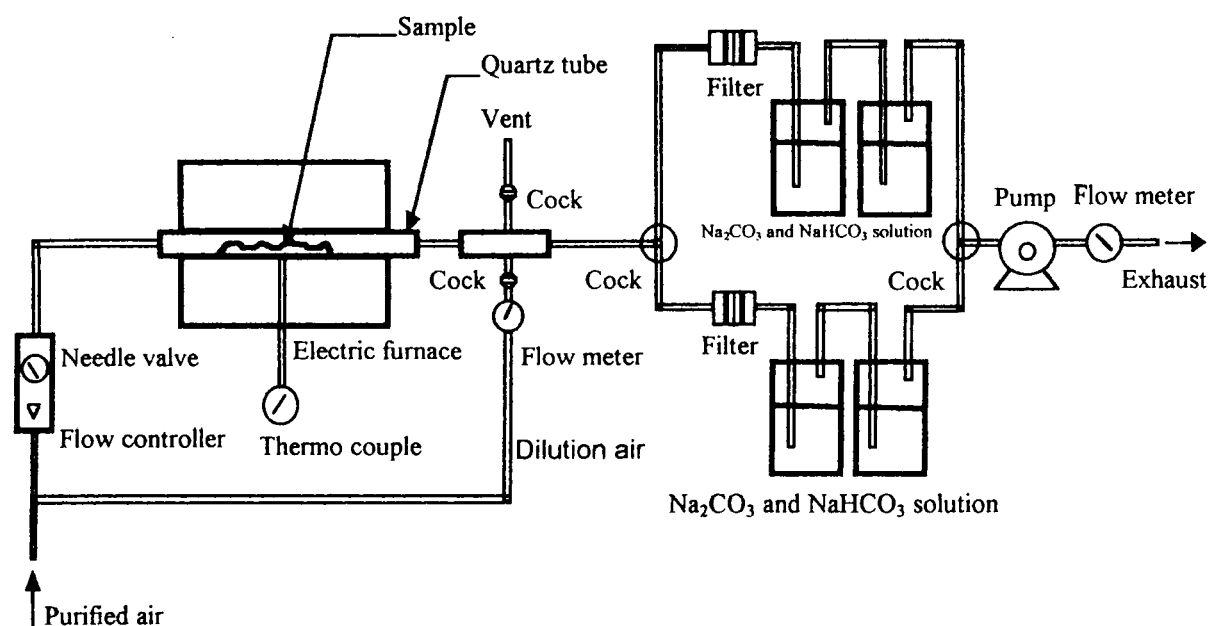 Sample
Quartz tube
Vent
Cock
Filter
Na₂CO₃ and NaHCO₃ solution
Pump
Flow meter
Exhaust
Cock
Cock
Cock
Needle valve
Flow controller
Electric furnace
Thermo couple
Flow meter
Dilution air
Filter
Na₂CO₃ and NaHCO₃ solution
Purified air